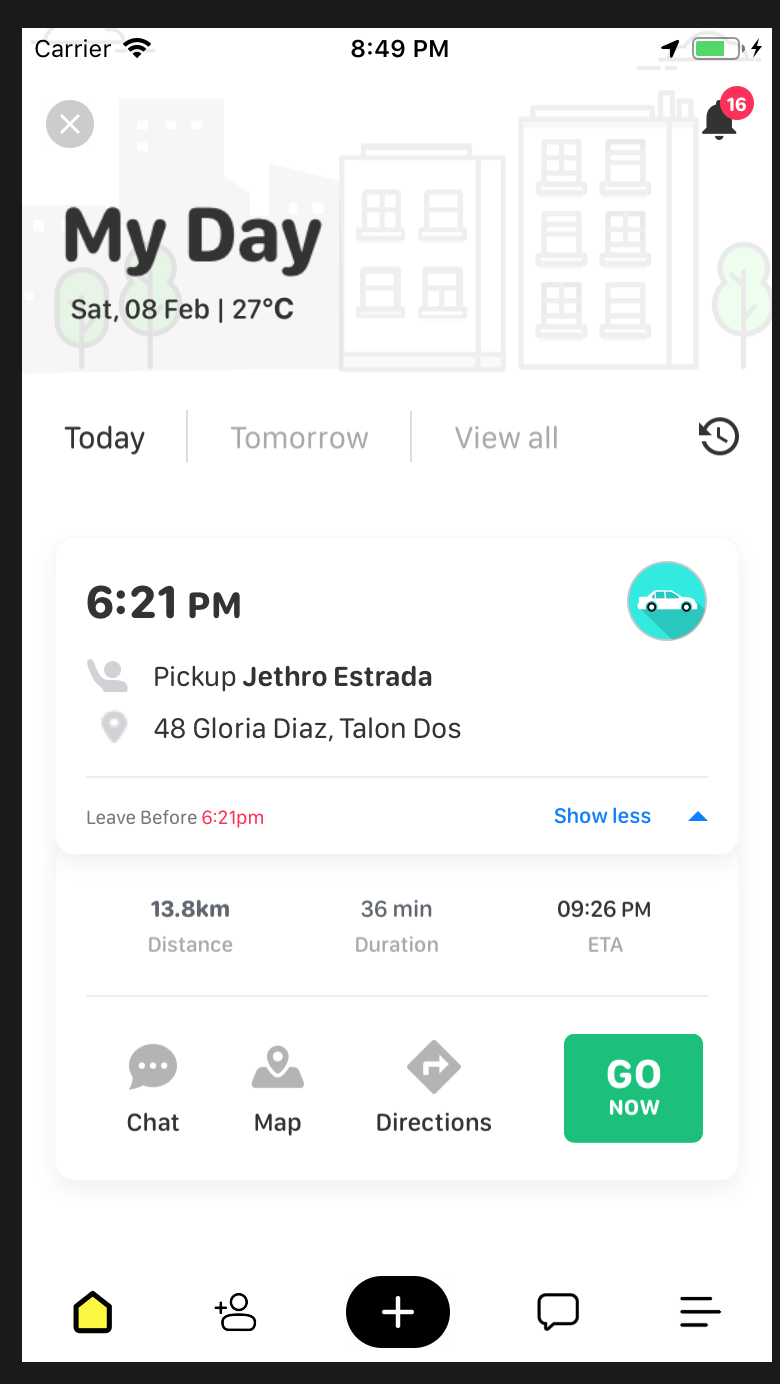 Carrier 8:49 PM
16
My Day
Sat, 08 Feb | 27°C
Today Tomorrow View all
6:21 PM
Pickup Jethro Estrada
48 Gloria Diaz, Talon Dos
Leave Before 6:21pm Show less
13.8km 36 min 09:26 PM
Distance Duration ETA
GO
NOW
Chat Map Directions